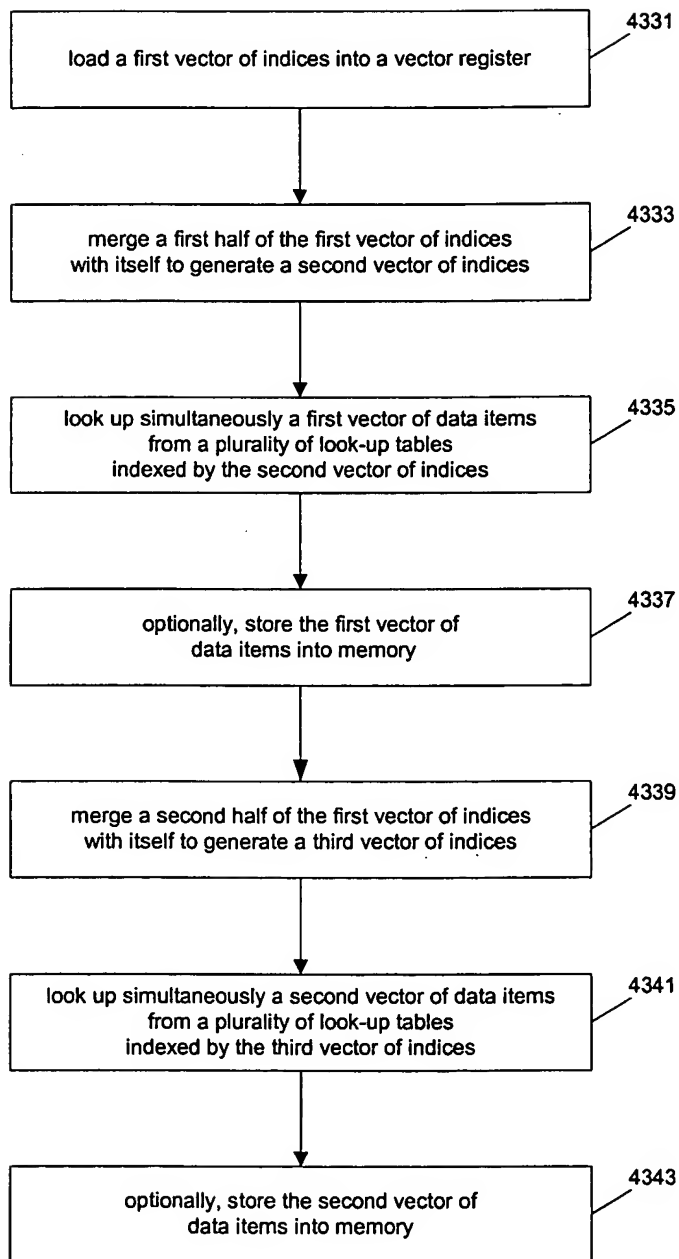 4331
load a first vector of indices into a vector register
4333
merge a first half of the first vector of indices
with itself to generate a second vector of indices
4335
look up simultaneously a first vector of data items
from a plurality of look-up tables
indexed by the second vector of indices
4337
optionally, store the first vector of
data items into memory
4339
merge a second half of the first vector of indices
with itself to generate a third vector of indices
4341
look up simultaneously a second vector of data items
from a plurality of look-up tables
indexed by the third vector of indices
4343
optionally, store the second vector of
data items into memory